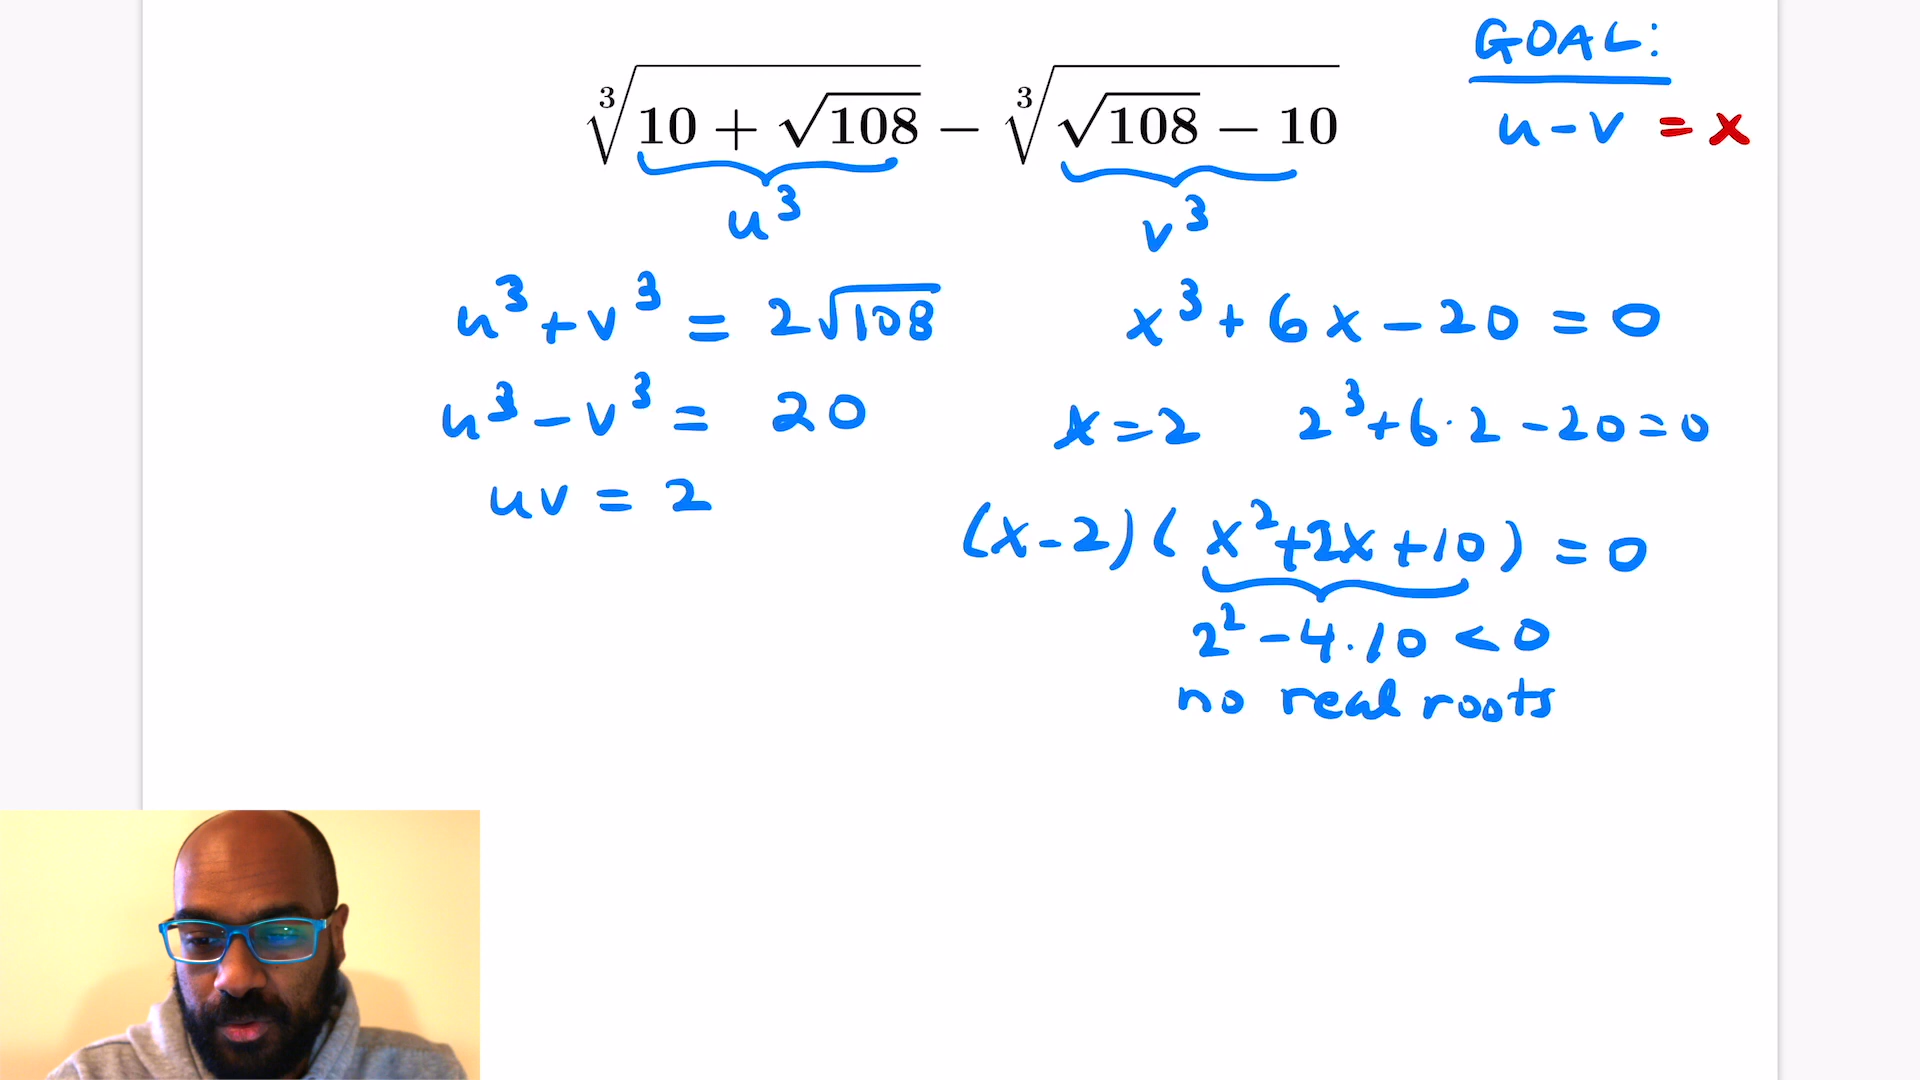 ∛(10 + √108) − ∛(√108 − 10)
GOAL:
u - v = x
u³
v³
u³ + v³ = 2√108
u³ - v³ = 20
uv = 2
x³ + 6x - 20 = 0
x = 2 2³ + 6·2 - 20 = 0
(x - 2)(x² + 2x + 10) = 0
2² - 4·10 < 0
no real roots